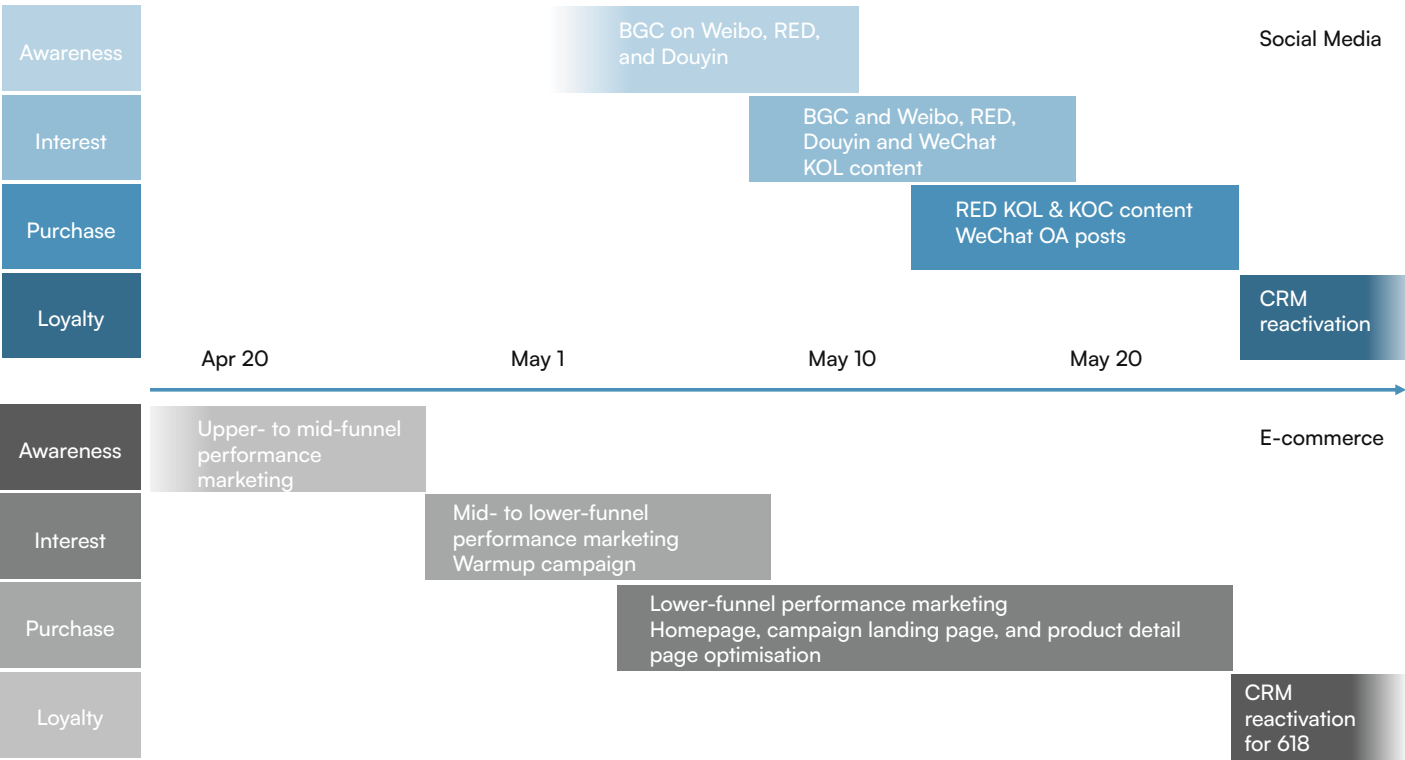 Awareness
BGC on Weibo, RED,
and Douyin
Social Media
Interest
BGC and Weibo, RED,
Douyin and WeChat
KOL content
Purchase
RED KOL & KOC content
WeChat OA posts
Loyalty
CRM
reactivation
Apr 20
May 1
May 10
May 20
Awareness
Upper- to mid-funnel
performance
marketing
E-commerce
Interest
Mid- to lower-funnel
performance marketing
Warmup campaign
Purchase
Lower-funnel performance marketing
Homepage, campaign landing page, and product detail
page optimisation
Loyalty
CRM
reactivation
for 618